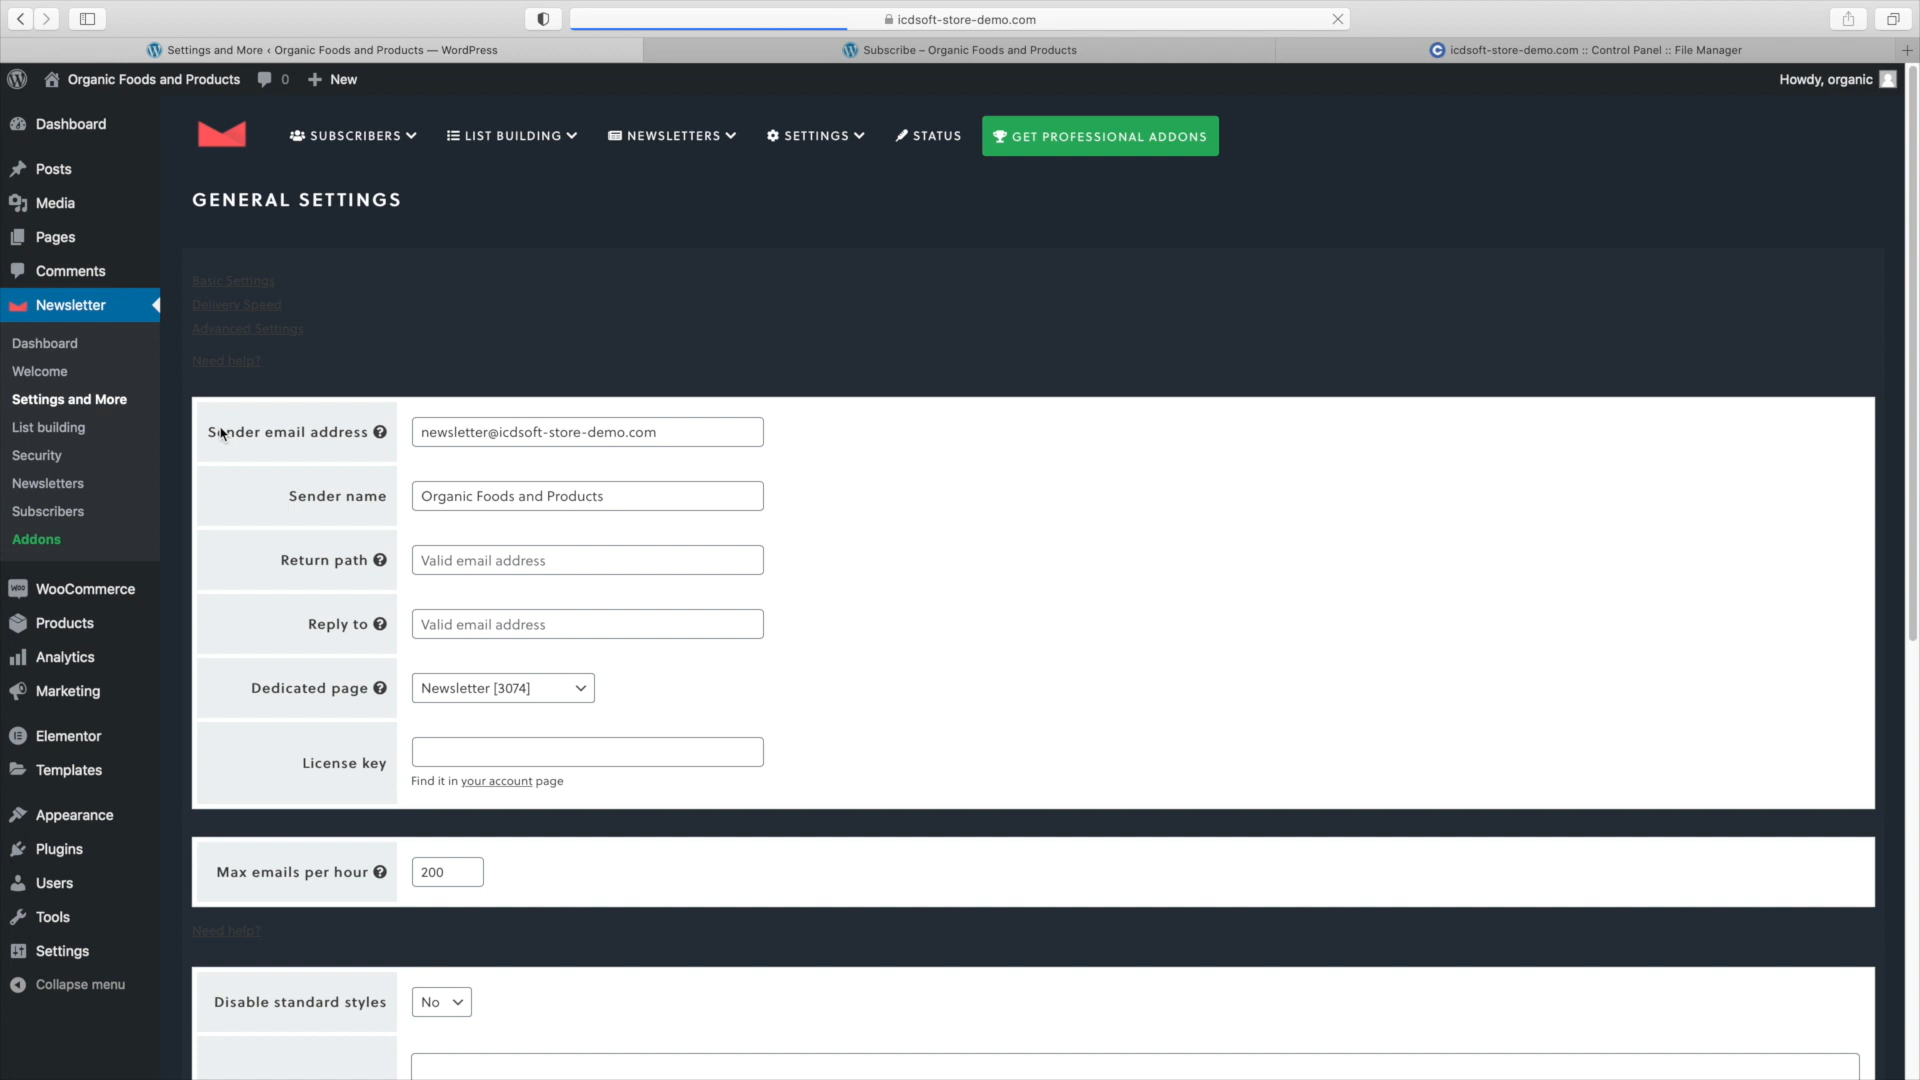 icdsoft-store-demo.com
Settings and More ‹ Organic Foods and Products — WordPress
Subscribe – Organic Foods and Products
icdsoft-store-demo.com :: Control Panel :: File Manager
Organic Foods and Products
0
New
Howdy, organic
Dashboard
Posts
Media
Pages
Comments
Newsletter
Dashboard
Welcome
Settings and More
List building
Security
Newsletters
Subscribers
Addons
WooCommerce
Products
Analytics
Marketing
Elementor
Templates
Appearance
Plugins
Users
Tools
Settings
Collapse menu
SUBSCRIBERS
LIST BUILDING
NEWSLETTERS
SETTINGS
STATUS
GET PROFESSIONAL ADDONS
GENERAL SETTINGS
Basic Settings
Delivery Speed
Advanced Settings
Need help?
Sender email address
newsletter@icdsoft-store-demo.com
Sender name
Organic Foods and Products
Return path
Valid email address
Reply to
Valid email address
Dedicated page
Newsletter [3074]
License key
Find it in your account page
Max emails per hour
200
Need help?
Disable standard styles
No